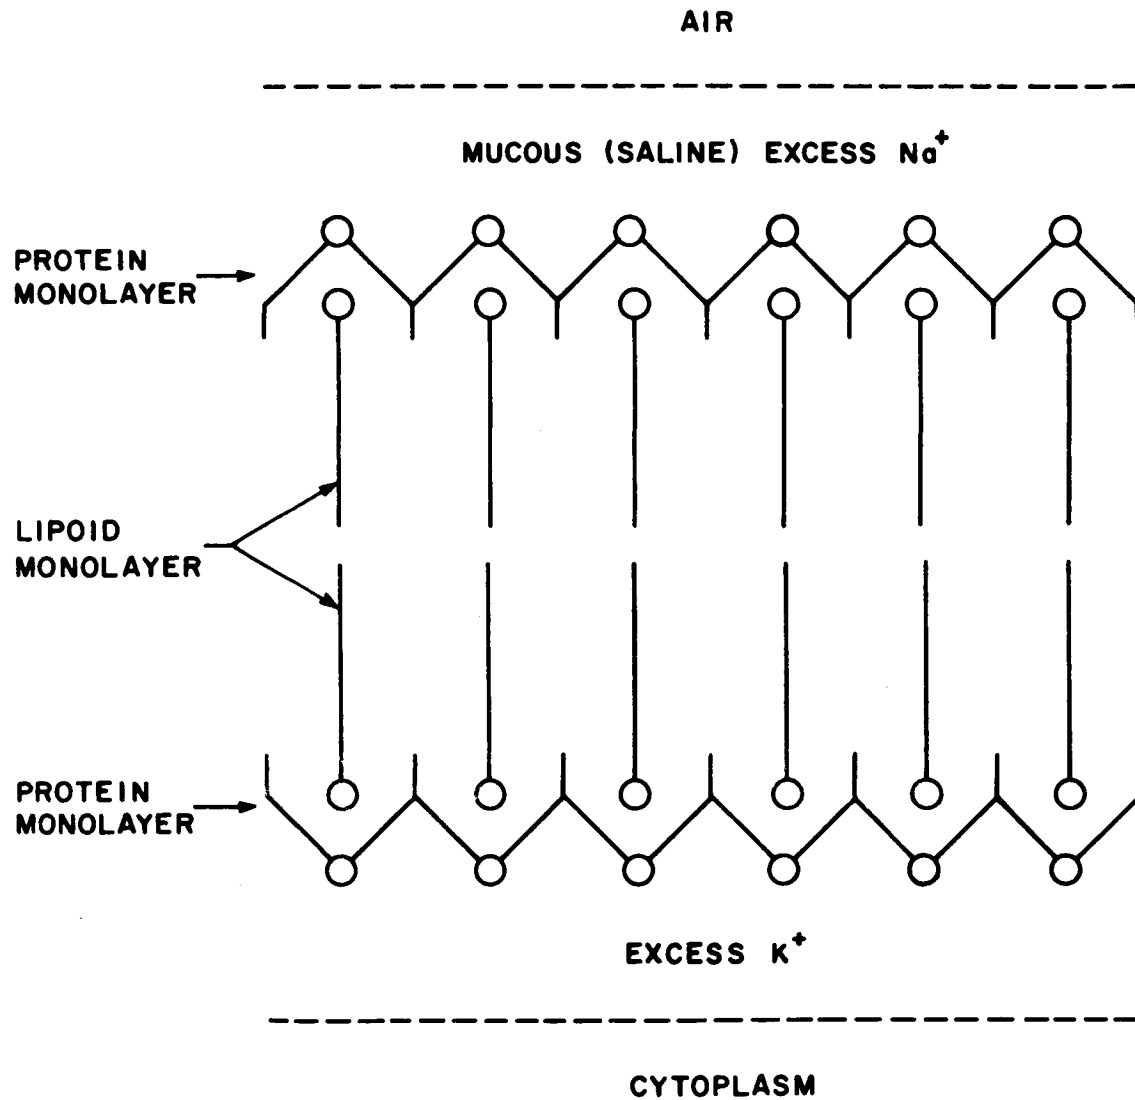 AIR
MUCOUS (SALINE) EXCESS Na⁺
PROTEIN
MONOLAYER
LIPOID
MONOLAYER
PROTEIN
MONOLAYER
EXCESS K⁺
CYTOPLASM